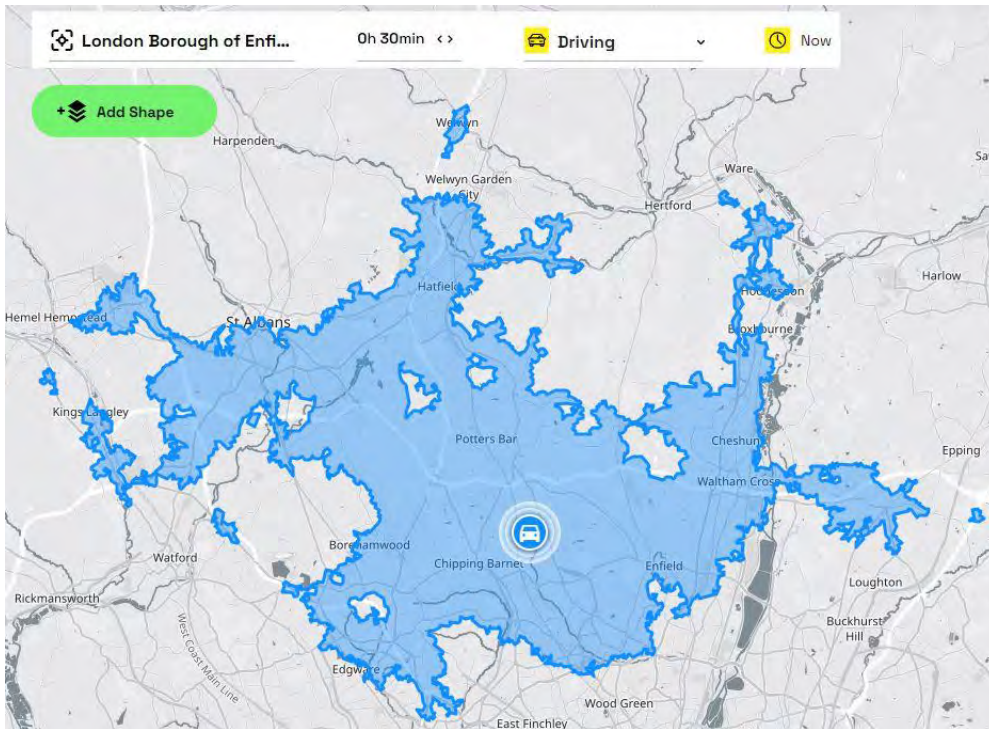 London Borough of Enfi...
0h 30min <>
Driving
Now
+ Add Shape
Welwyn
Harpenden
Ware
Welwyn Garden
City
Hertford
Sa
Harlow
Hatfield
Hoddesdon
Hemel Hempstead
St Albans
Broxbourne
Kings Langley
Potters Bar
Cheshunt
Epping
Waltham Cross
Borehamwood
Watford
Chipping Barnet
Enfield
Loughton
Rickmansworth
Buckhurst
Hill
West Coast Main Line
Edgware
Wood Green
East Finchley